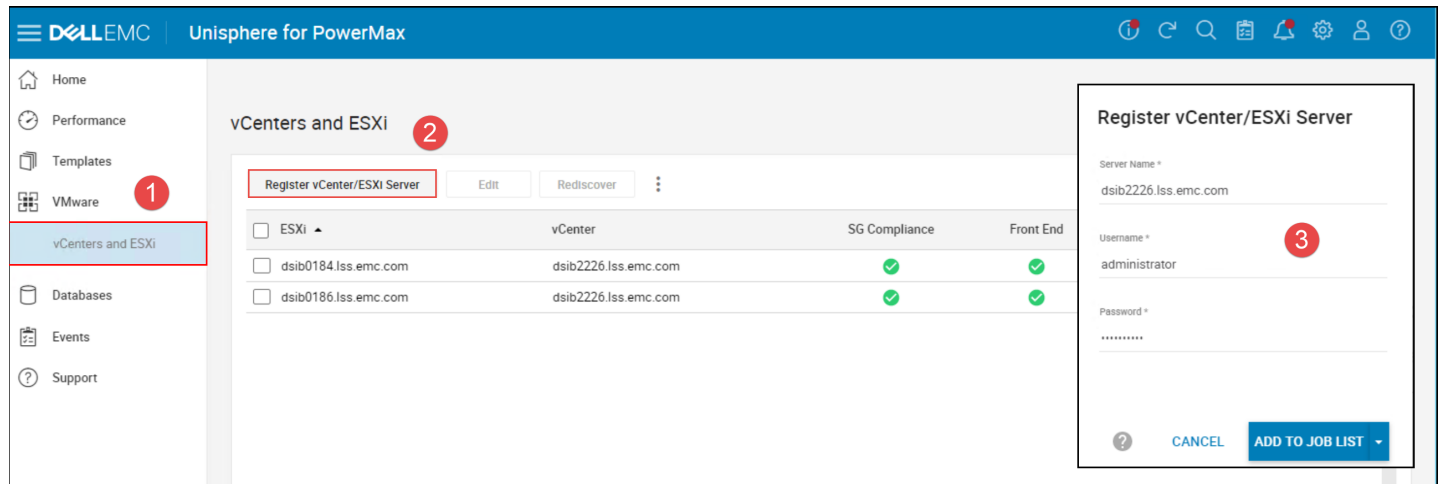 DELLEMC Unisphere for PowerMax
Home
Performance
Templates
VMware
1
vCenters and ESXi
Databases
Events
Support
vCenters and ESXi
2
Register vCenter/ESXi Server Edit Rediscover
ESXi vCenter SG Compliance Front End
dsib0184.lss.emc.com dsib2226.lss.emc.com
dsib0186.lss.emc.com dsib2226.lss.emc.com
Register vCenter/ESXi Server
Server Name *
dsib2226.lss.emc.com
Username *
3
administrator
Password *
••••••••••
CANCEL ADD TO JOB LIST